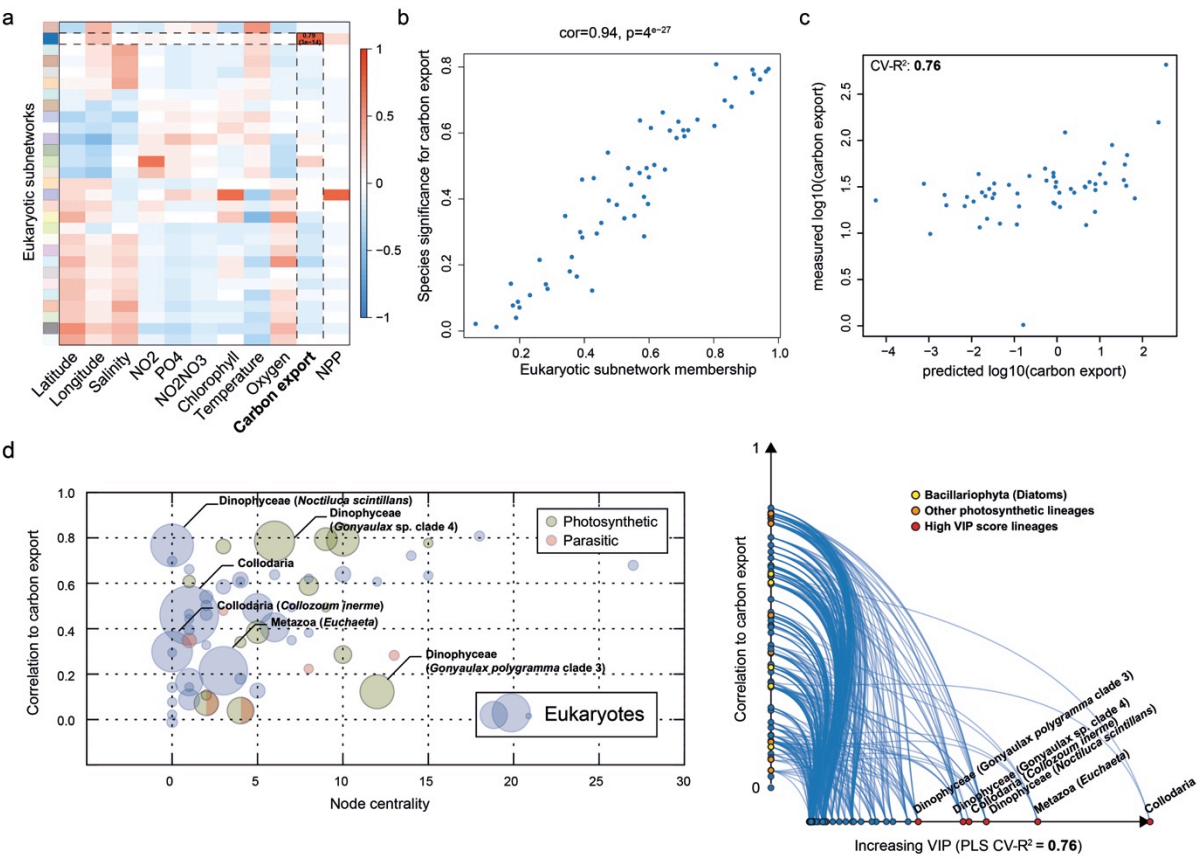 a
Eukaryotic subnetworks
0.79
(3e−14)
1
0.5
0
−0.5
−1
Latitude
Longitude
Salinity
NO2
PO4
NO2NO3
Chlorophyll
Temperature
Oxygen
Carbon export
NPP
b
cor=0.94, p=4e−27
Species significance for carbon export
0.8
0.6
0.4
0.2
0.0
0.2
0.4
0.6
0.8
1.0
Eukaryotic subnetwork membership
c
CV-R2: 0.76
measured log10(carbon export)
2.5
2.0
1.5
1.0
0.5
0.0
−4
−3
−2
−1
0
1
2
predicted log10(carbon export)
d
Correlation to carbon export
1.0
0.8
0.6
0.4
0.2
0.0
Dinophyceae (Noctiluca scintillans)
Dinophyceae
(Gonyaulax sp. clade 4)
Collodaria
Collodaria (Collozoum inerme)
Metazoa (Euchaeta)
Dinophyceae
(Gonyaulax polygramma clade 3)
Photosynthetic
Parasitic
Eukaryotes
0
5
10
15
20
25
30
Node centrality
1
Correlation to carbon export
0
Bacillariophyta (Diatoms)
Other photosynthetic lineages
High VIP score lineages
Dinophyceae (Gonyaulax polygramma clade 3)
Dinophyceae (Gonyaulax sp. clade 4)
Collodaria (Collozoum inerme)
Dinophyceae (Noctiluca scintillans)
Metazoa (Euchaeta)
Collodaria
Increasing VIP (PLS CV-R2 = 0.76)